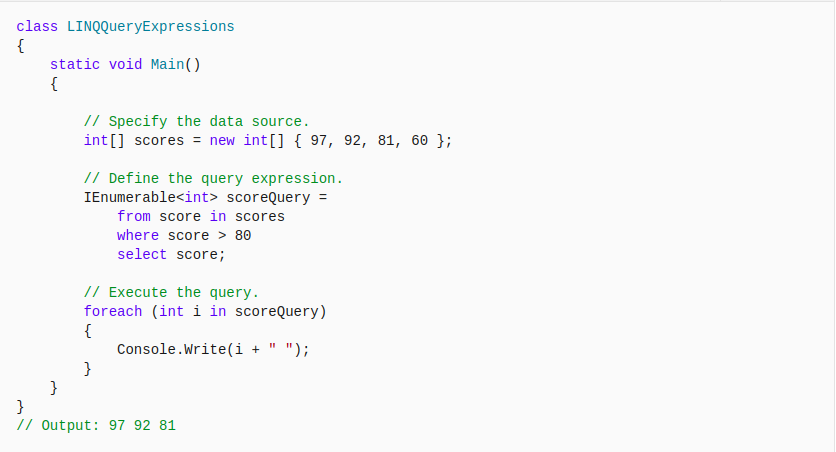 class LINQQueryExpressions
{
    static void Main()
    {

        // Specify the data source.
        int[] scores = new int[] { 97, 92, 81, 60 };

        // Define the query expression.
        IEnumerable<int> scoreQuery =
            from score in scores
            where score > 80
            select score;

        // Execute the query.
        foreach (int i in scoreQuery)
        {
            Console.Write(i + " ");
        }
    }
}
// Output: 97 92 81